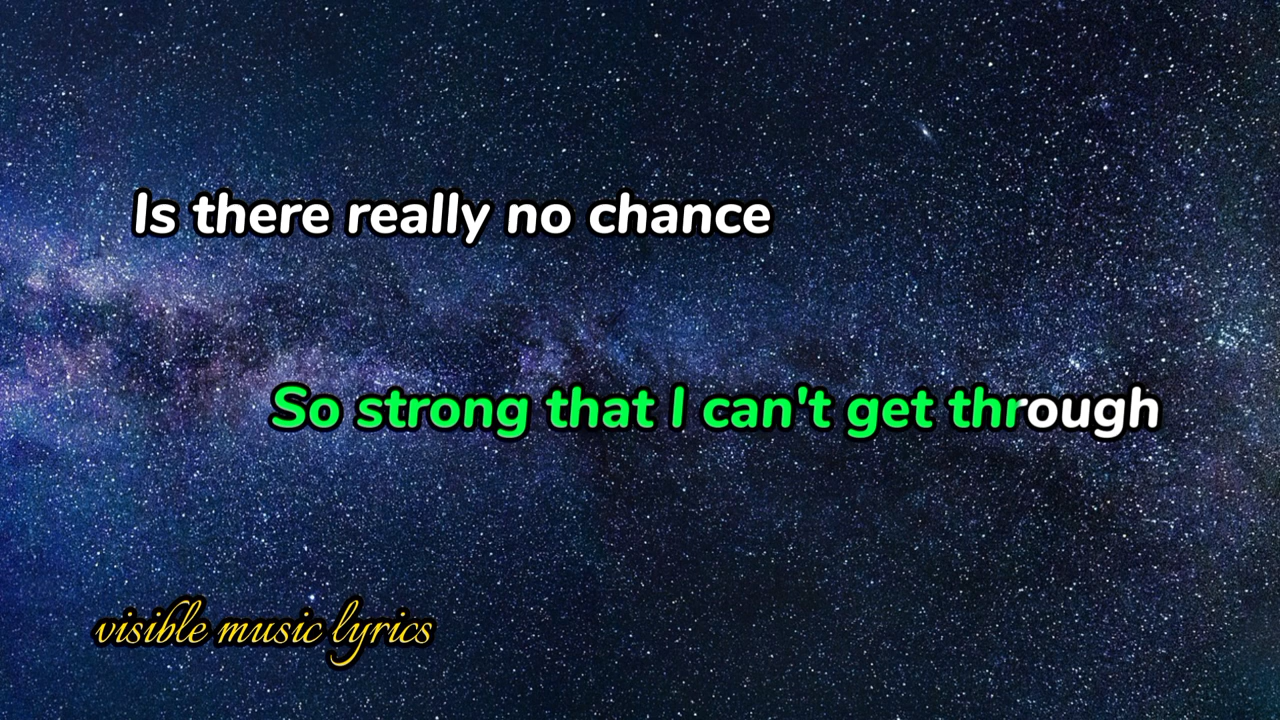 Is there really no chance
So strong that I can't get through
visible music lyrics